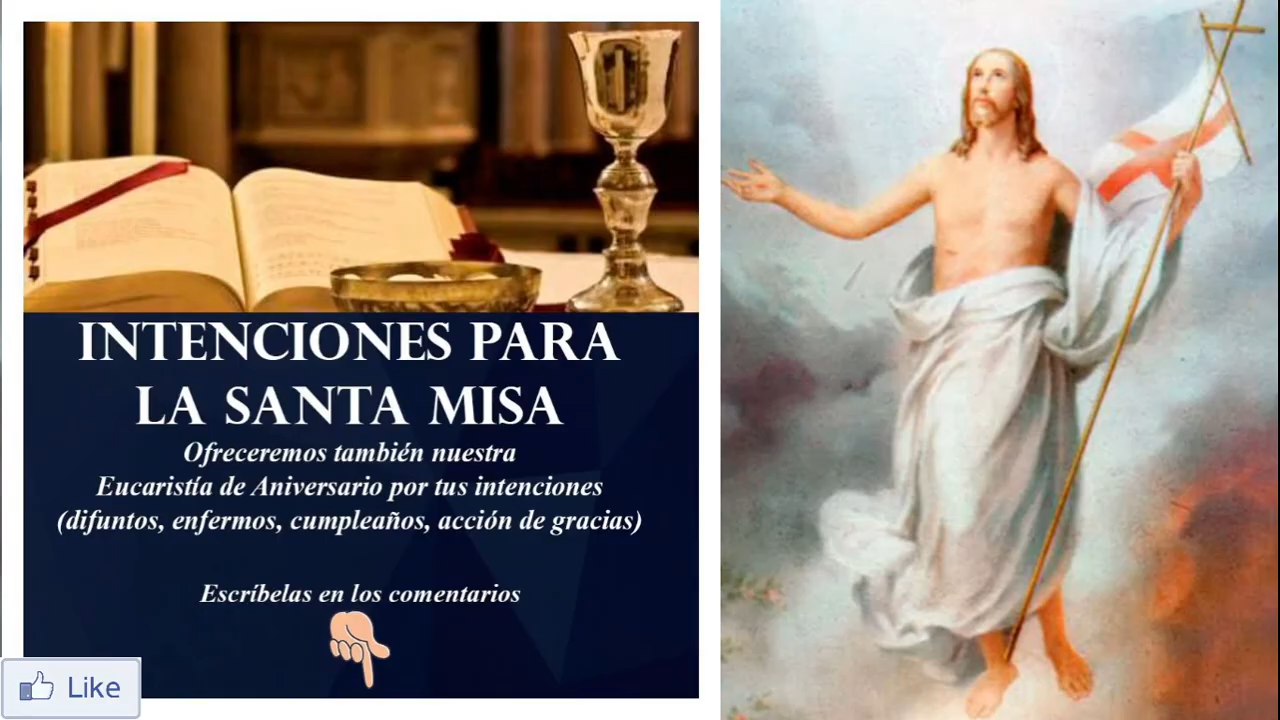 INTENCIONES PARA
LA SANTA MISA
Ofreceremos también nuestra
Eucaristía de Aniversario por tus intenciones
(difuntos, enfermos, cumpleaños, acción de gracias)
Escríbelas en los comentarios
Like